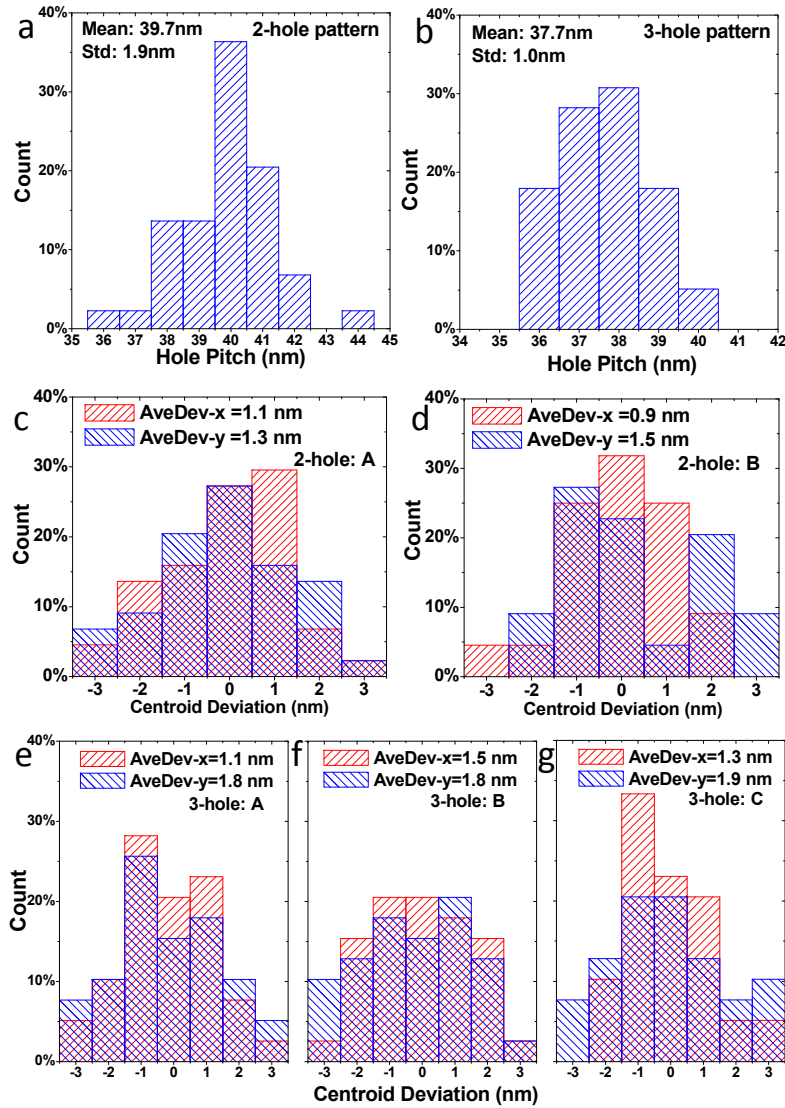 a
Mean: 39.7nm
Std: 1.9nm
2-hole pattern
40%
30%
20%
10%
0%
Count
35 36 37 38 39 40 41 42 43 44 45
Hole Pitch (nm)
b
Mean: 37.7nm
Std: 1.0nm
3-hole pattern
40%
30%
20%
10%
0%
Count
34 35 36 37 38 39 40 41 42
Hole Pitch (nm)
c
AveDev-x =1.1 nm
AveDev-y =1.3 nm
2-hole: A
40%
30%
20%
10%
0%
Count
-3 -2 -1 0 1 2 3
Centroid Deviation (nm)
d
AveDev-x =0.9 nm
AveDev-y =1.5 nm
2-hole: B
40%
30%
20%
10%
0%
Count
-3 -2 -1 0 1 2 3
Centroid Deviation (nm)
e
AveDev-x=1.1 nm
AveDev-y=1.8 nm
3-hole: A
40%
30%
20%
10%
0%
Count
-3 -2 -1 0 1 2 3
f
AveDev-x=1.5 nm
AveDev-y=1.8 nm
3-hole: B
-3 -2 -1 0 1 2 3
g
AveDev-x=1.3 nm
AveDev-y=1.9 nm
3-hole: C
-3 -2 -1 0 1 2 3
Centroid Deviation (nm)